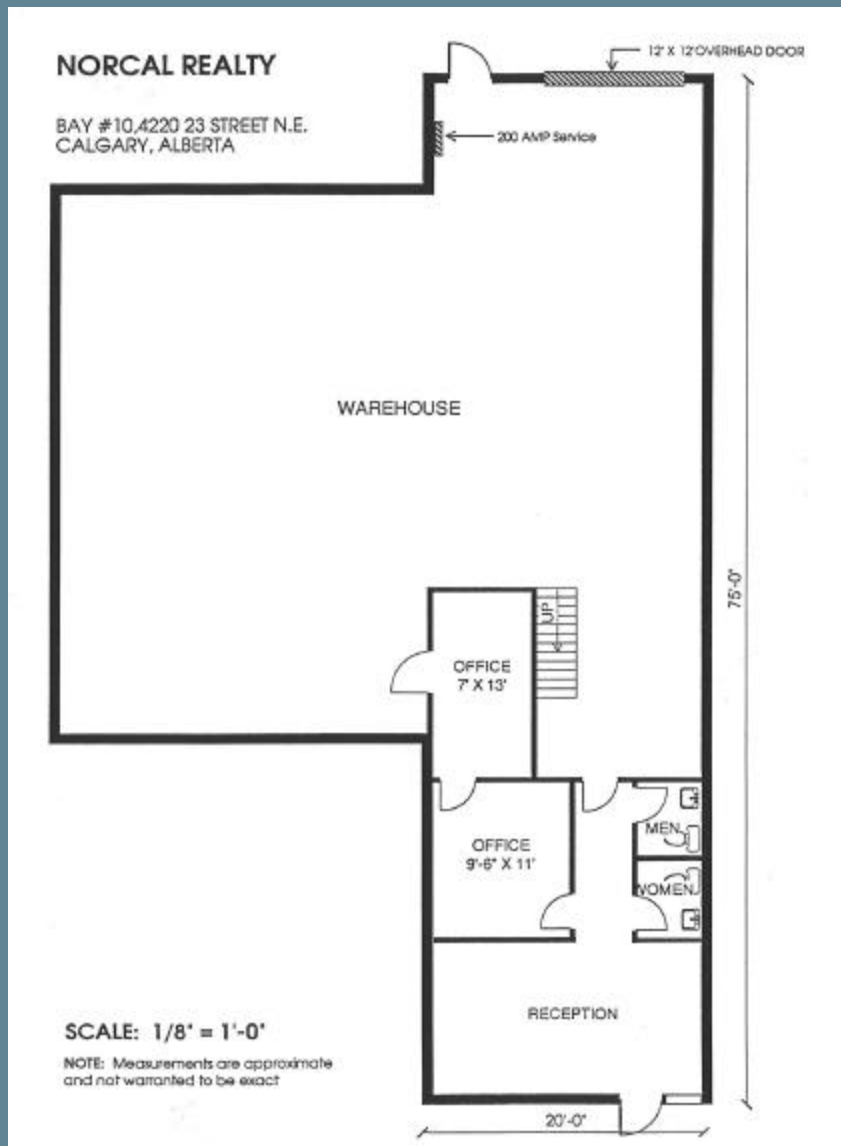 NORCAL REALTY
BAY #10,4220 23 STREET N.E.
CALGARY, ALBERTA
12' X 12' OVERHEAD DOOR
200 AMP Service
WAREHOUSE
75'-0"
UP
OFFICE
7' X 13'
OFFICE
9'-6" X 11'
MEN
WOMEN
RECEPTION
SCALE: 1/8" = 1'-0"
NOTE: Measurements are approximate
and not warranted to be exact
20'-0"